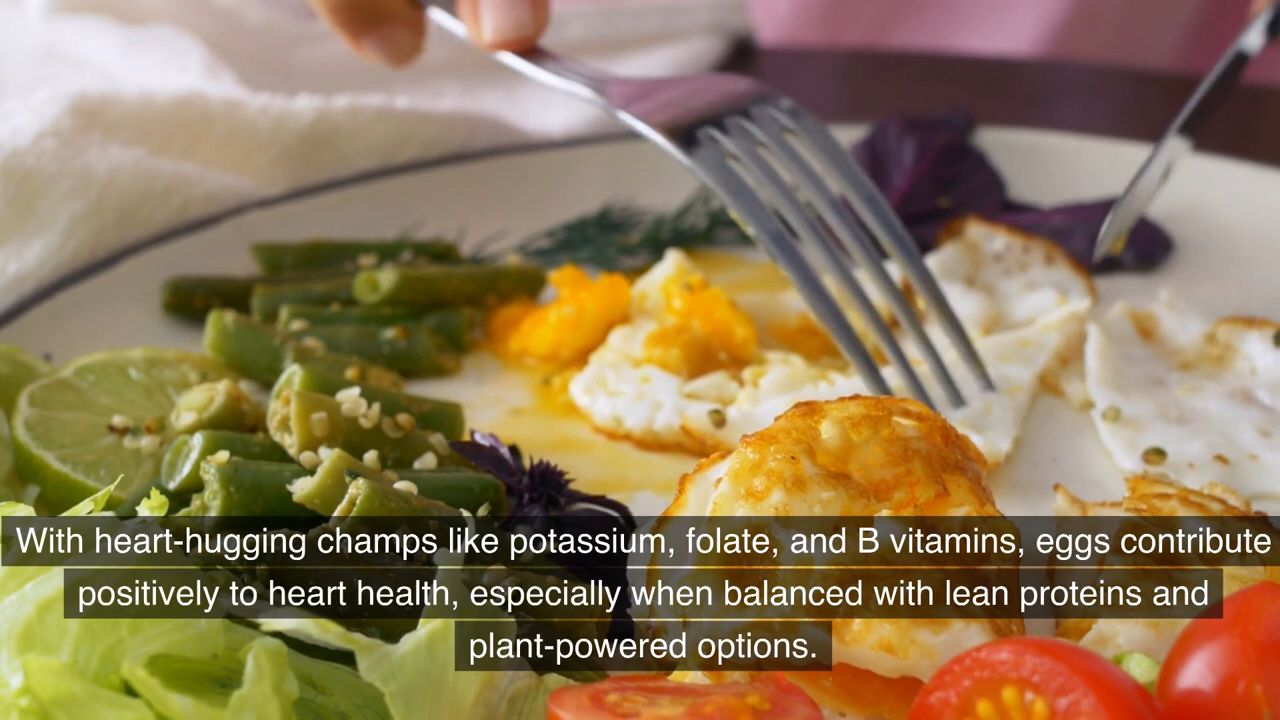 With heart-hugging champs like potassium, folate, and B vitamins, eggs contribute
positively to heart health, especially when balanced with lean proteins and
plant-powered options.